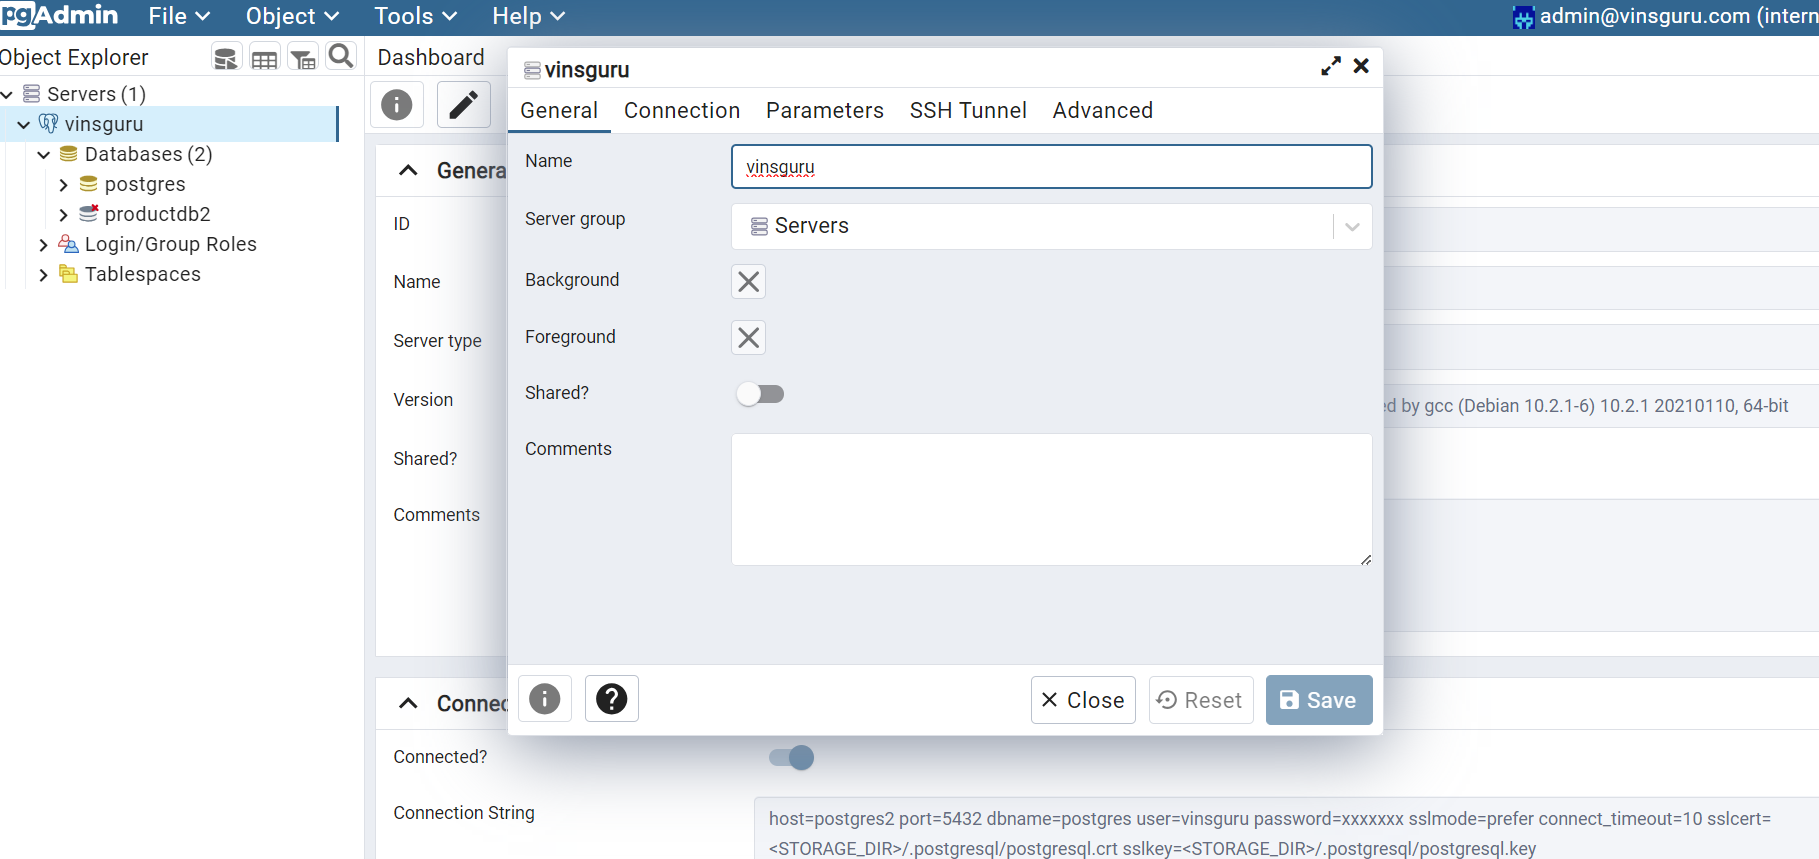 pgAdmin File Object Tools Help admin@vinsguru.com (intern
Object Explorer
Servers (1)
vinsguru
Databases (2)
postgres
productdb2
Login/Group Roles
Tablespaces
Dashboard
Genera
ID
Name
Server type
Version
ed by gcc (Debian 10.2.1-6) 10.2.1 20210110, 64-bit
Shared?
Comments
Connec
Connected?
Connection String
host=postgres2 port=5432 dbname=postgres user=vinsguru password=xxxxxxx sslmode=prefer connect_timeout=10 sslcert=
<STORAGE_DIR>/.postgresql/postgresql.crt sslkey=<STORAGE_DIR>/.postgresql/postgresql.key
vinsguru
General Connection Parameters SSH Tunnel Advanced
Name
vinsguru
Server group
Servers
Background
Foreground
Shared?
Comments
Close Reset Save